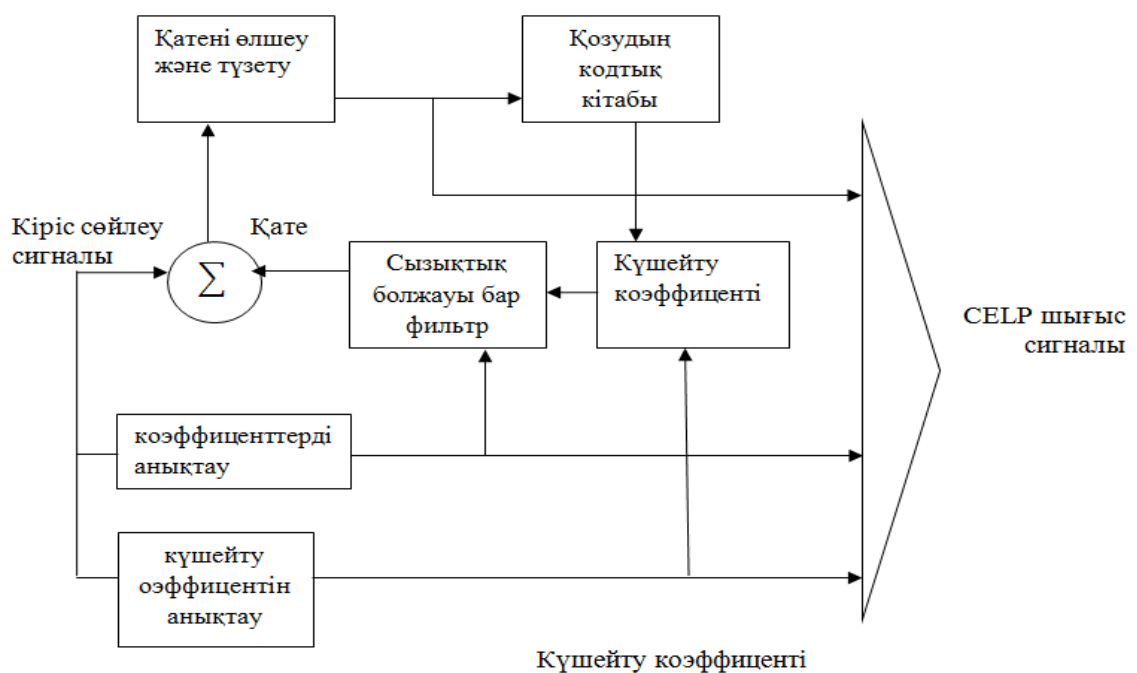 Қатені өлшеу
және түзету
Қозудың
кодтық
кітабы
Кіріс сөйлеу
сигналы
Қате
∑
Сызықтық
болжауы бар
фильтр
Күшейту
коэффиценті
CELP шығыс
сигналы
коэффиценттерді
анықтау
күшейту
оэффицентін
анықтау
Күшейту коэффиценті